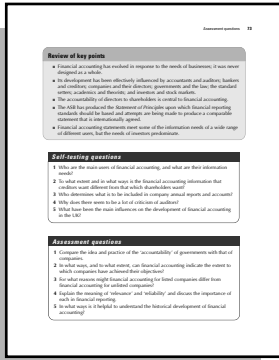 Assessment questions 73
Review of key points
■ Financial accounting has evolved in response to the needs of businesses; it was never
designed as a whole.
■ Its development has been effectively influenced by accountants and auditors; bankers
and creditors; companies and their directors; governments and the law; the standard
setters; academics and theorists; and investors and stock markets.
■ The accountability of directors to shareholders is central to financial accounting.
■ The ASB has produced the Statement of Principles upon which financial reporting
standards should be based and attempts are being made to produce a comparable
statement that is internationally agreed.
■ Financial accounting statements meet some of the information needs of a wide range
of different users, but the needs of investors predominate.
Self-testing questions
1 Who are the main users of financial accounting, and what are their information
needs?
2 To what extent and in what ways is the financial accounting information that
creditors want different from that which shareholders want?
3 Who determines what is to be included in company annual reports and accounts?
4 Why does there seem to be a lot of criticism of auditors?
5 What have been the main influences on the development of financial accounting
in the UK?
Assessment questions
1 Compare the idea and practice of the 'accountability' of governments with that of
companies.
2 In what ways, and to what extent, can financial accounting indicate the extent to
which companies have achieved their objectives?
3 For what reasons might financial accounting for listed companies differ from
financial accounting for unlisted companies?
4 Explain the meaning of 'relevance' and 'reliability' and discuss the importance of
each in financial reporting.
5 In what ways is it helpful to understand the historical development of financial
accounting?